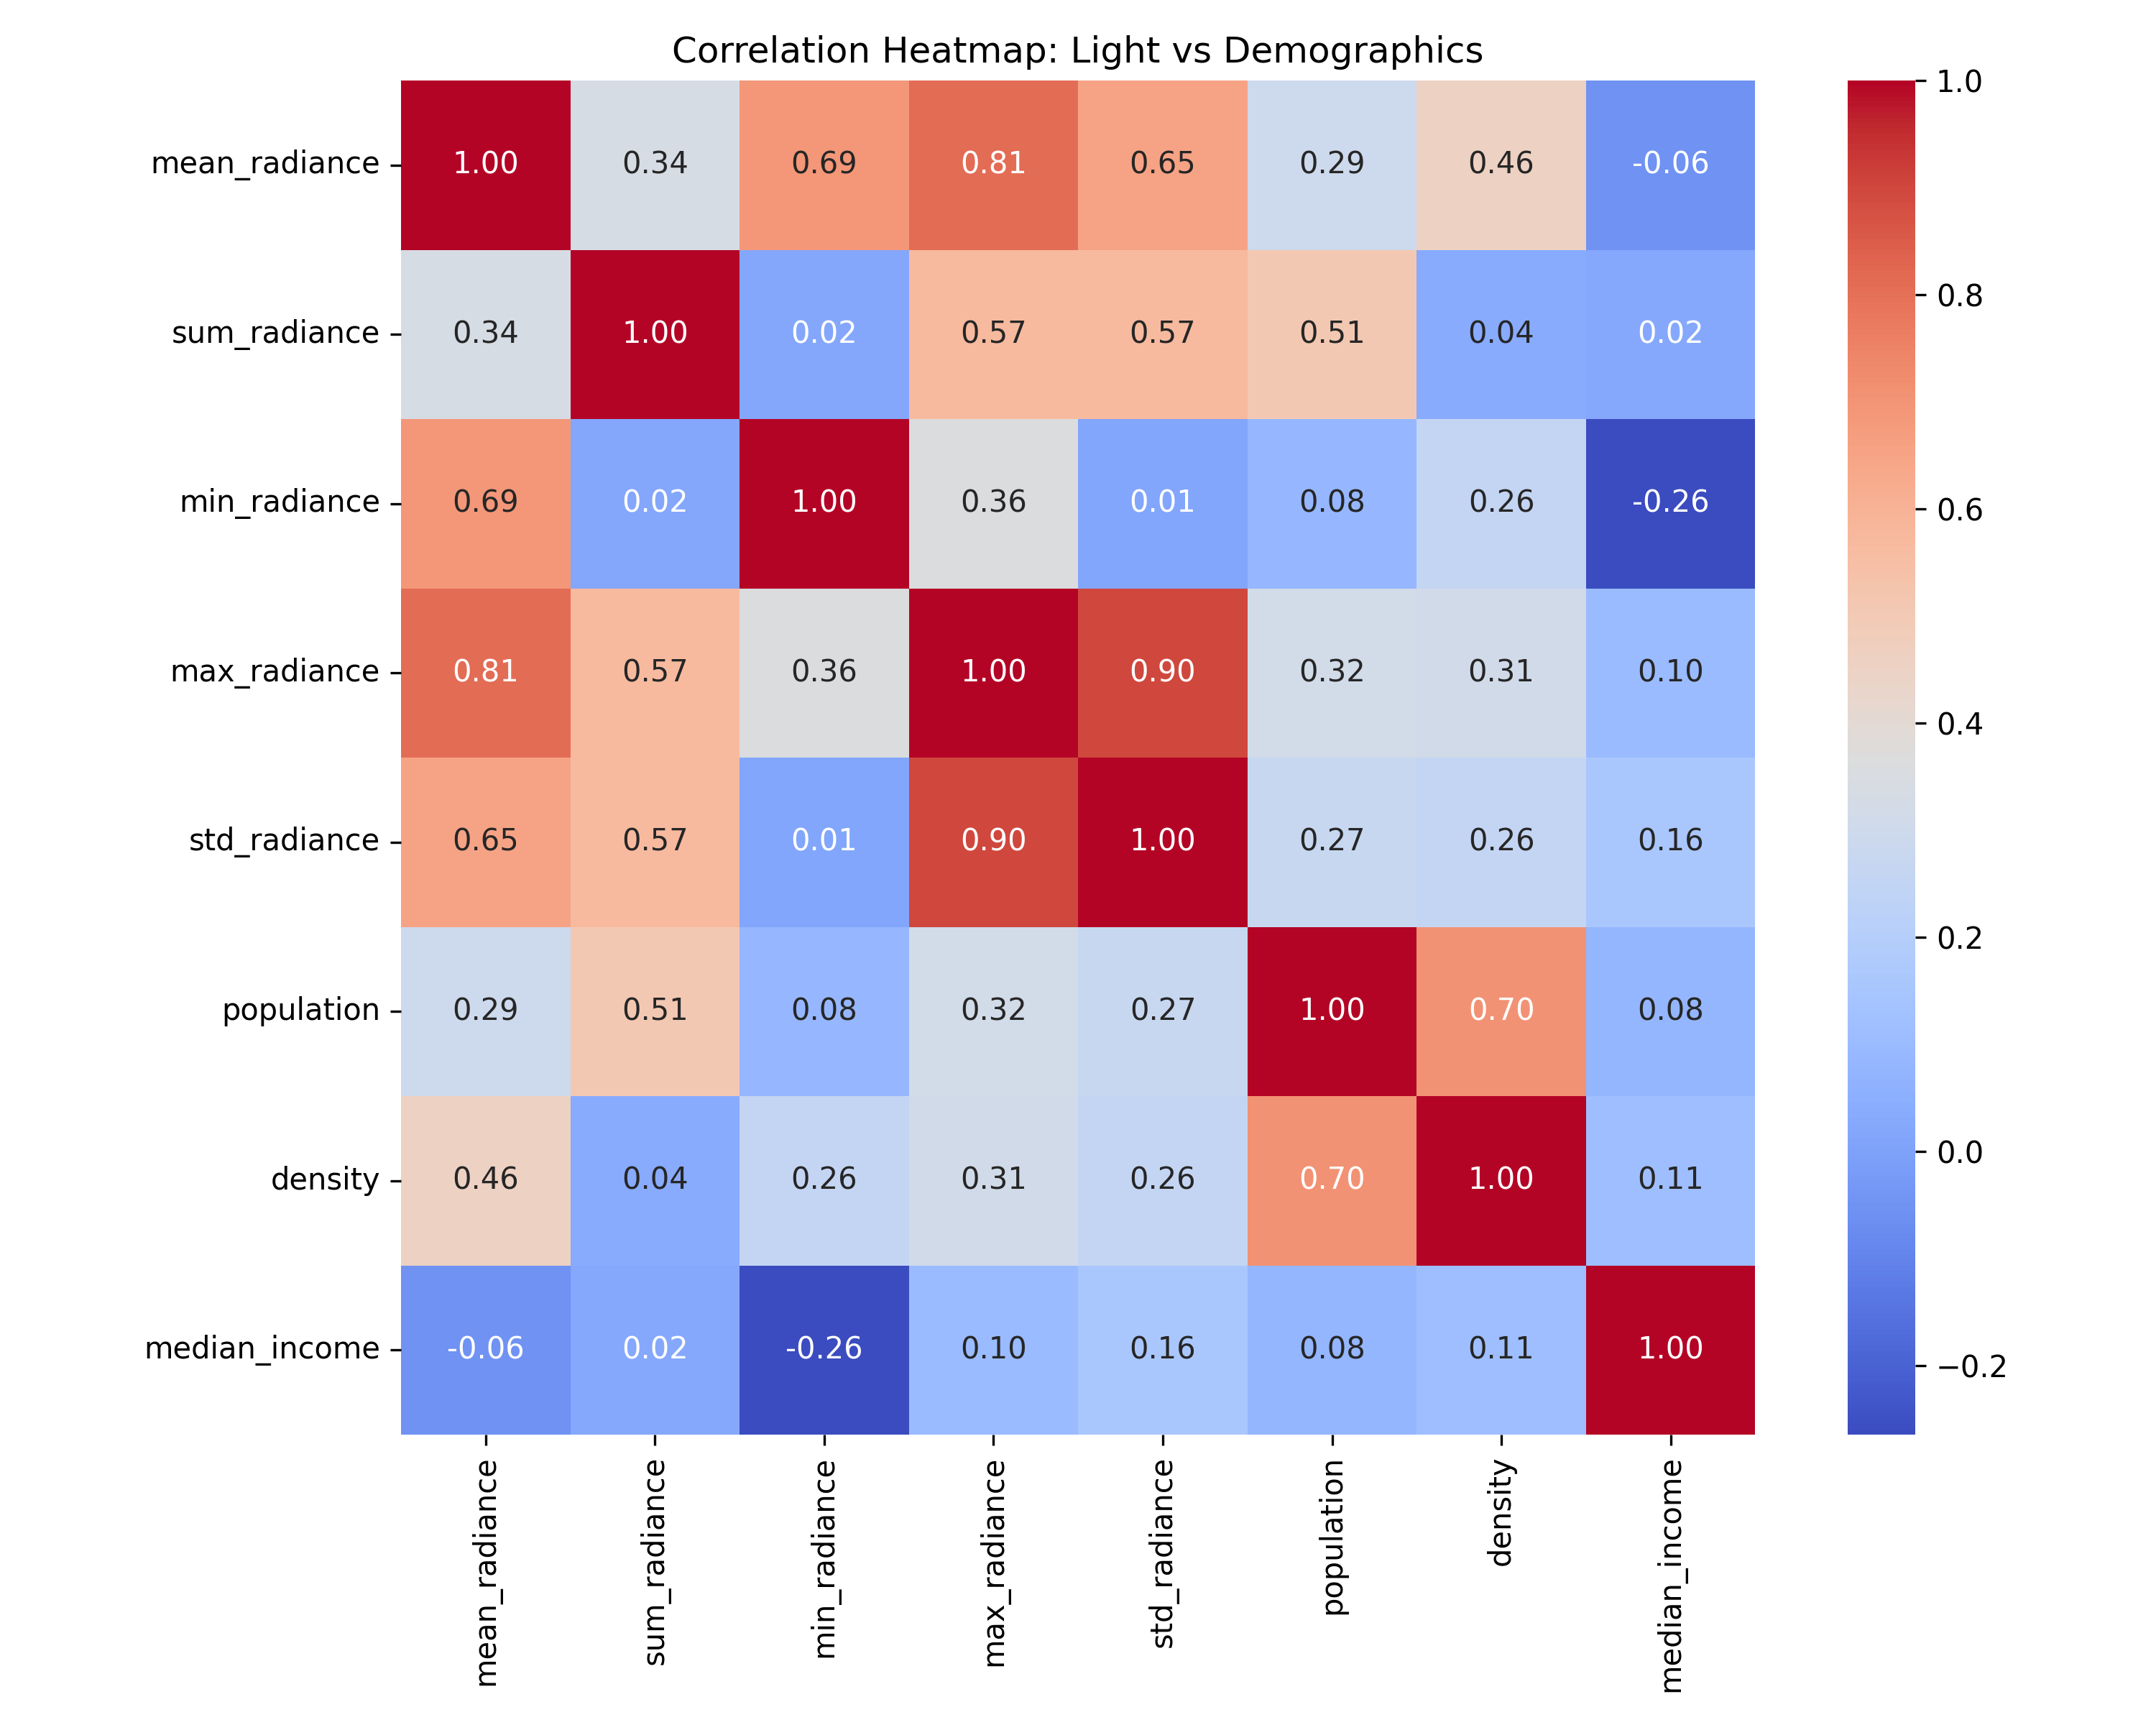 Correlation Heatmap: Light vs Demographics
mean_radiance 1.00 0.34 0.69 0.81 0.65 0.29 0.46 -0.06
sum_radiance 0.34 1.00 0.02 0.57 0.57 0.51 0.04 0.02
min_radiance 0.69 0.02 1.00 0.36 0.01 0.08 0.26 -0.26
max_radiance 0.81 0.57 0.36 1.00 0.90 0.32 0.31 0.10
std_radiance 0.65 0.57 0.01 0.90 1.00 0.27 0.26 0.16
population 0.29 0.51 0.08 0.32 0.27 1.00 0.70 0.08
density 0.46 0.04 0.26 0.31 0.26 0.70 1.00 0.11
median_income -0.06 0.02 -0.26 0.10 0.16 0.08 0.11 1.00
mean_radiance
sum_radiance
min_radiance
max_radiance
std_radiance
population
density
median_income
1.0
0.8
0.6
0.4
0.2
0.0
−0.2